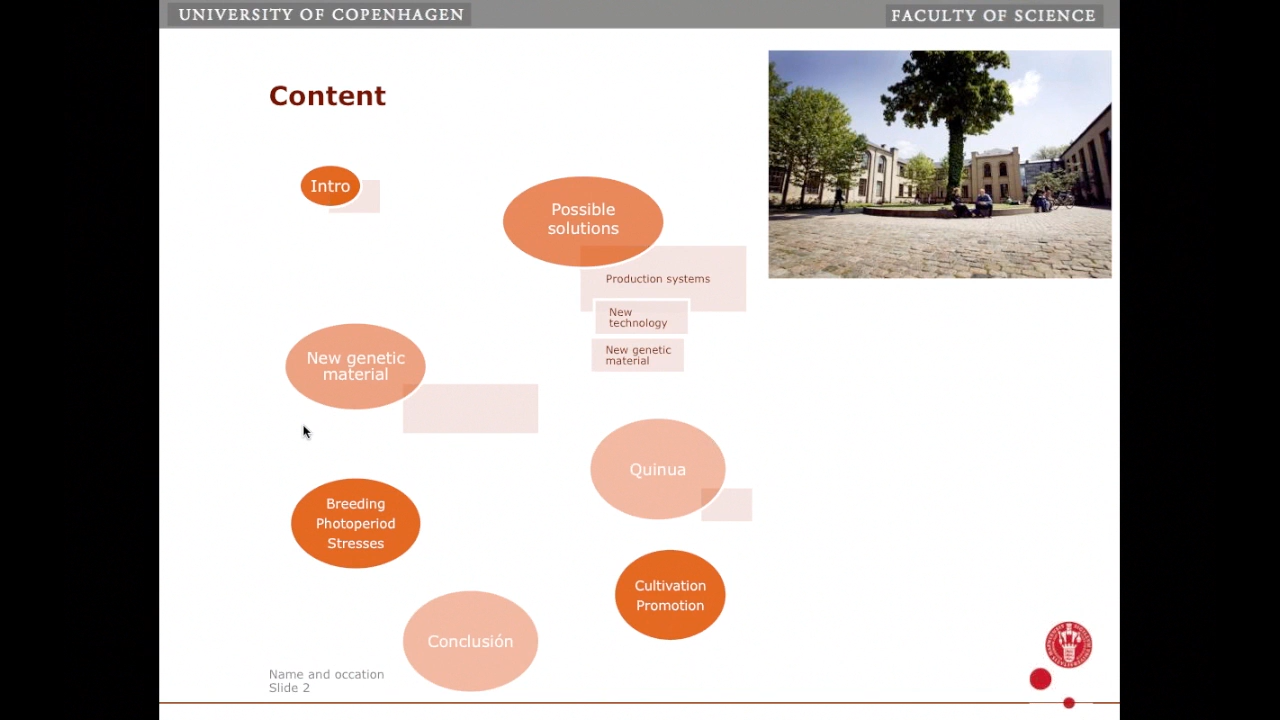 UNIVERSITY OF COPENHAGEN
FACULTY OF SCIENCE
Content
Intro
Possible
solutions
Production systems
New
technology
New genetic
material
New genetic
material
Quinua
Breeding
Photoperiod
Stresses
Cultivation
Promotion
Conclusión
Name and occation
Slide 2